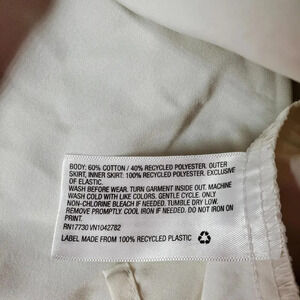 BODY: 60% COTTON / 40% RECYCLED POLYESTER. OUTER
SKIRT, INNER SKIRT: 100% RECYCLED POLYESTER. EXCLUSIVE
OF ELASTIC.
WASH BEFORE WEAR. TURN GARMENT INSIDE OUT. MACHINE
WASH COLD WITH LIKE COLORS. GENTLE CYCLE. ONLY
NON-CHLORINE BLEACH IF NEEDED. TUMBLE DRY LOW.
REMOVE PROMPTLY. COOL IRON IF NEEDED. DO NOT IRON ON
PRINT.
RN17730 VN1042782
LABEL MADE FROM 100% RECYCLED PLASTIC